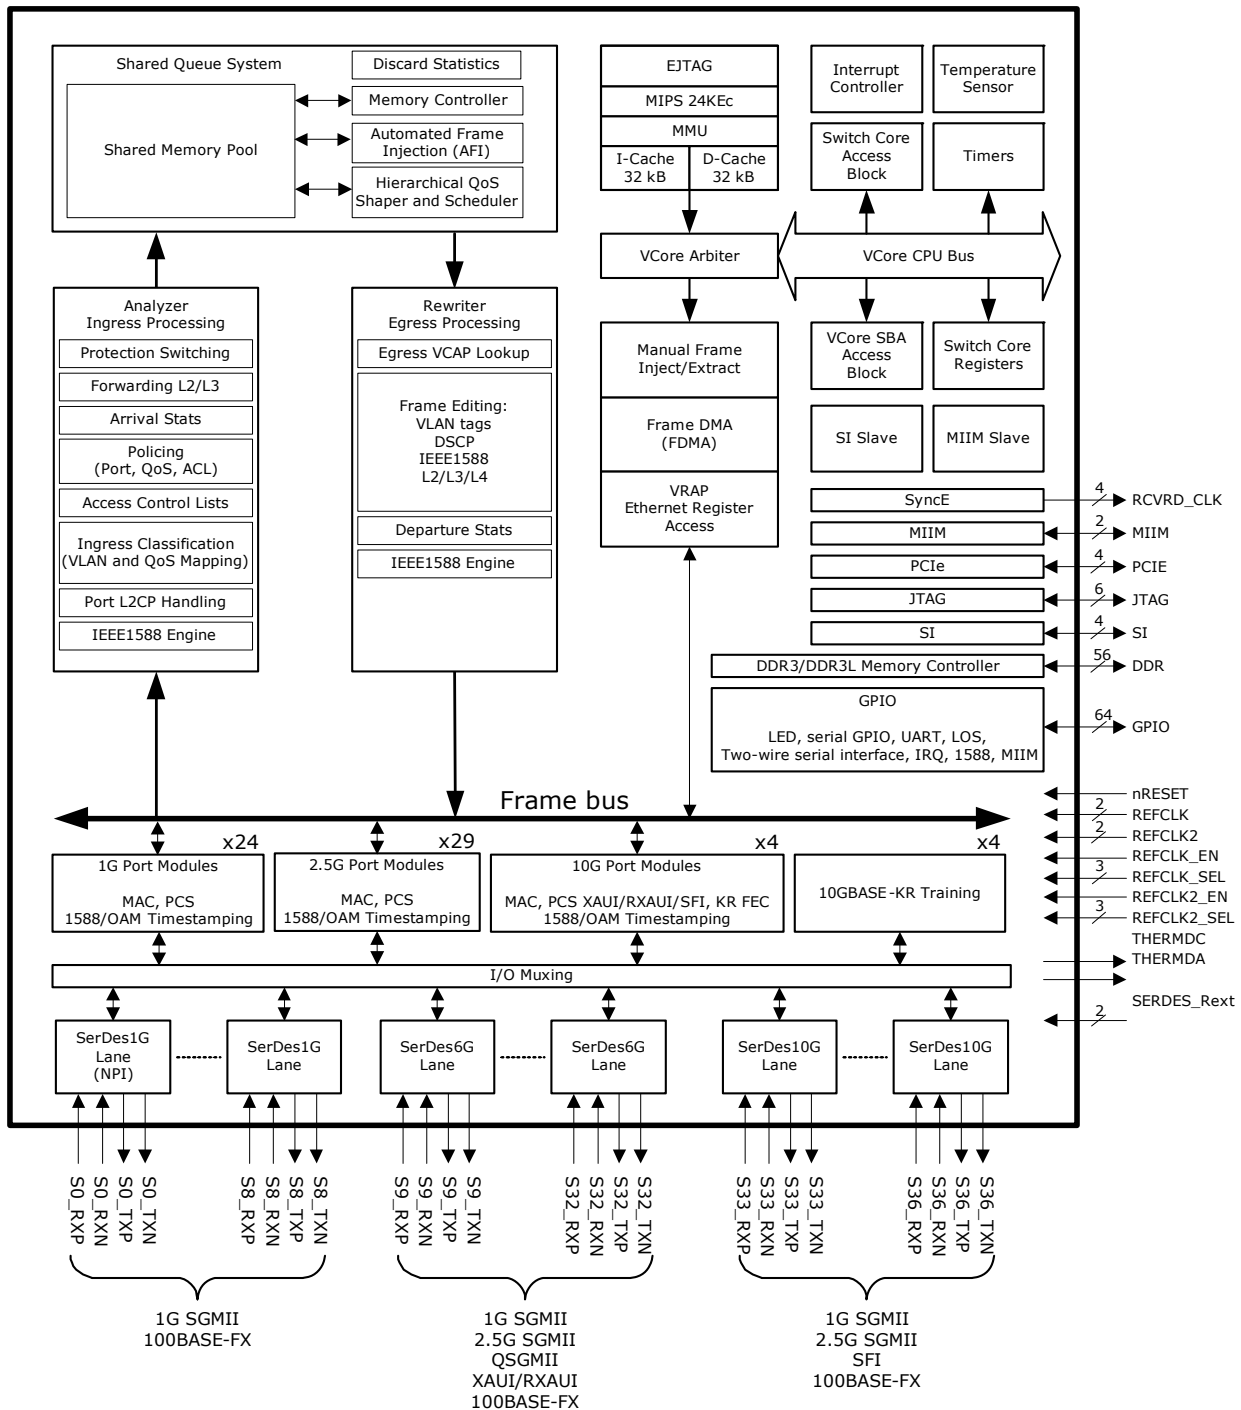 Shared Queue System
Discard Statistics
Shared Memory Pool
Memory Controller
Automated Frame
Injection (AFI)
Hierarchical QoS
Shaper and Scheduler
EJTAG
MIPS 24KEc
MMU
I-Cache
32 kB
D-Cache
32 kB
Interrupt
Controller
Temperature
Sensor
Switch Core
Access
Block
Timers
VCore Arbiter
VCore CPU Bus
Analyzer
Ingress Processing
Protection Switching
Forwarding L2/L3
Arrival Stats
Policing
(Port, QoS, ACL)
Access Control Lists
Ingress Classification
(VLAN and QoS Mapping)
Port L2CP Handling
IEEE1588 Engine
Rewriter
Egress Processing
Egress VCAP Lookup
Frame Editing:
VLAN tags
DSCP
IEEE1588
L2/L3/L4
Departure Stats
IEEE1588 Engine
Manual Frame
Inject/Extract
Frame DMA
(FDMA)
VRAP
Ethernet Register
Access
VCore SBA
Access
Block
Switch Core
Registers
SI Slave
MIIM Slave
SyncE
4
RCVRD_CLK
MIIM
2
MIIM
PCIe
4
PCIE
JTAG
6
JTAG
SI
4
SI
DDR3/DDR3L Memory Controller
56
DDR
GPIO
LED, serial GPIO, UART, LOS,
Two-wire serial interface, IRQ, 1588, MIIM
64
GPIO
nRESET
2
REFCLK
2
REFCLK2
REFCLK_EN
3
REFCLK_SEL
REFCLK2_EN
3
REFCLK2_SEL
THERMDC
THERMDA
SERDES_Rext
2
Frame bus
x24
1G Port Modules
MAC, PCS
1588/OAM Timestamping
x29
2.5G Port Modules
MAC, PCS
1588/OAM Timestamping
x4
10G Port Modules
MAC, PCS XAUI/RXAUI/SFI, KR FEC
1588/OAM Timestamping
x4
10GBASE-KR Training
I/O Muxing
SerDes1G
Lane
(NPI)
SerDes1G
Lane
SerDes6G
Lane
SerDes6G
Lane
SerDes10G
Lane
SerDes10G
Lane
S0_RXP
S0_RXN
S0_TXP
S0_TXN
S8_RXP
S8_RXN
S8_TXP
S8_TXN
S9_RXP
S9_RXN
S9_TXP
S9_TXN
S32_RXP
S32_RXN
S32_TXP
S32_TXN
S33_RXP
S33_RXN
S33_TXP
S33_TXN
S36_RXP
S36_RXN
S36_TXP
S36_TXN
1G SGMII
100BASE-FX
1G SGMII
2.5G SGMII
QSGMII
XAUI/RXAUI
100BASE-FX
1G SGMII
2.5G SGMII
SFI
100BASE-FX